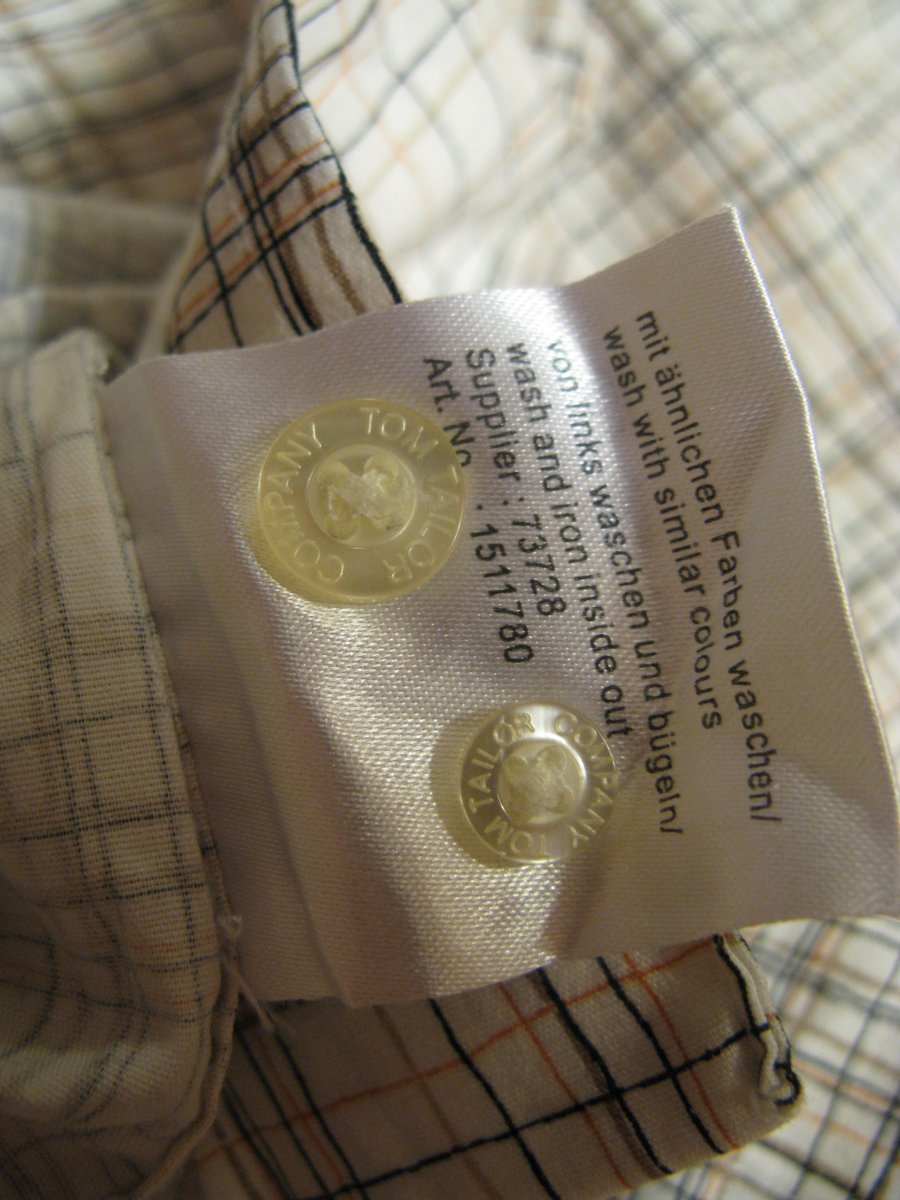 mit ähnlichen Farben waschen/
wash with similar colours
von links waschen und bügeln/
wash and iron inside out
Supplier : 73728
Art. No. : 1511780
TOM TAILOR COMPANY
TOM TAILOR COMPANY